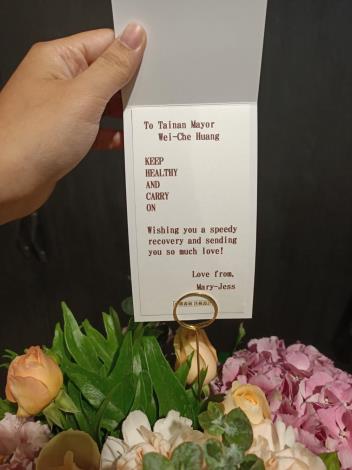 To Tainan Mayor
Wei-Che Huang
KEEP
HEALTHY
AND
CARRY
ON
Wishing you a speedy
recovery and sending
you so much love!
Love from,
Mary-Jess